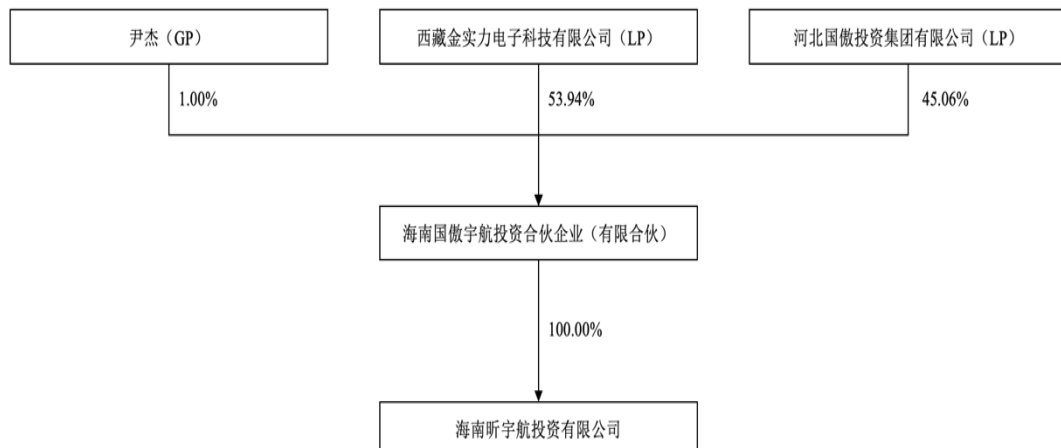 尹杰（GP）
西藏金实力电子科技有限公司（LP）
河北国傲投资集团有限公司（LP）
1.00%
53.94%
45.06%
海南国傲宇航投资合伙企业（有限合伙）
100.00%
海南昕宇航投资有限公司